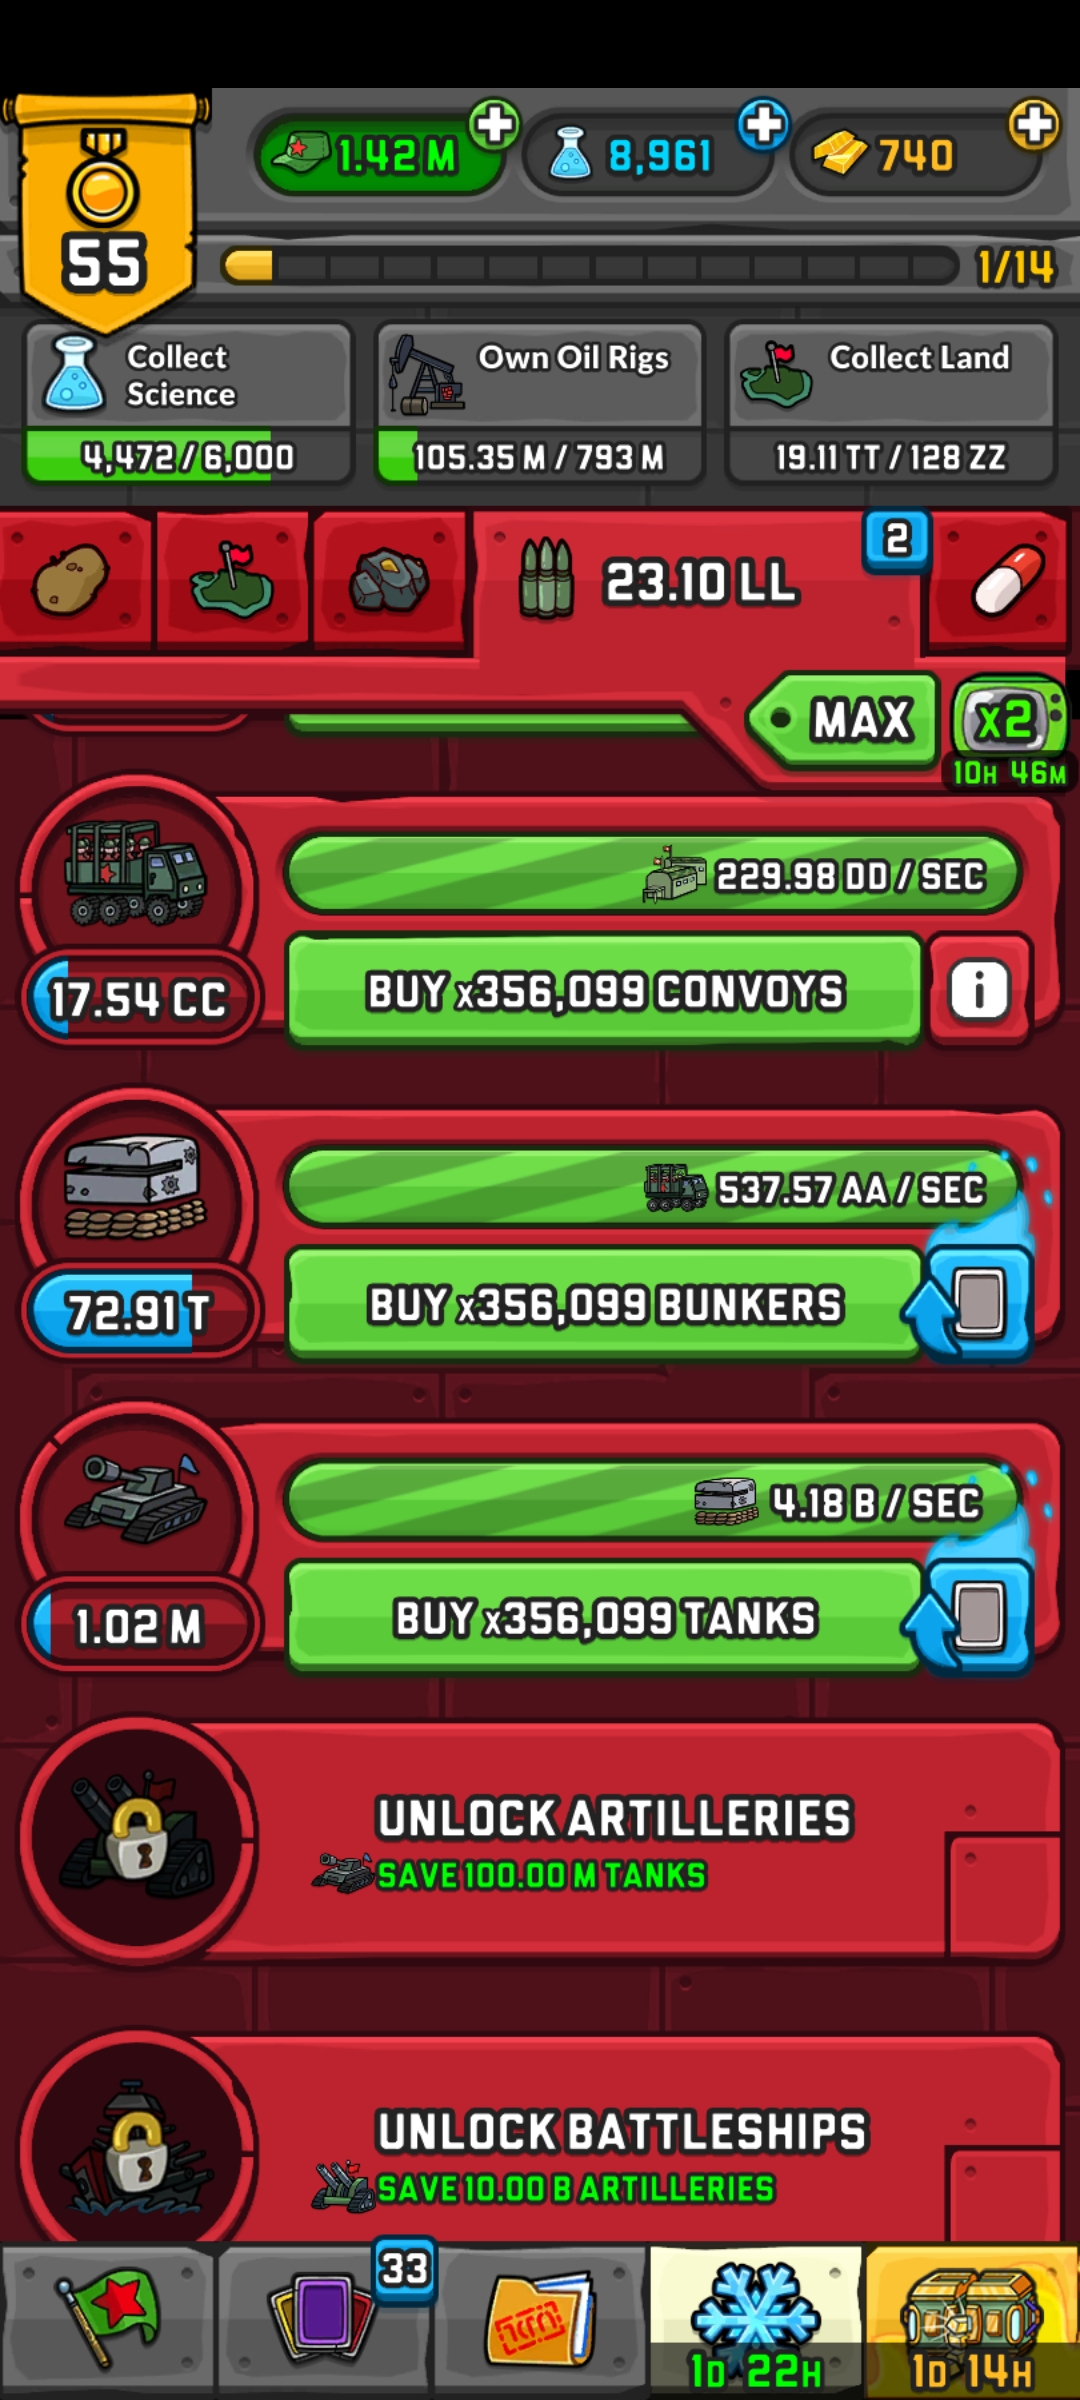 55
1.42 M
8,961
740
1/14
Collect
Science
4,472 / 6,000
Own Oil Rigs
105.35 M / 793 M
Collect Land
19.11 TT / 128 ZZ
23.10 LL
2
MAX
x2
10H 46M
229.98 DD / SEC
17.54 CC
BUY x356,099 CONVOYS
i
537.57 AA / SEC
72.91 T
BUY x356,099 BUNKERS
4.18 B / SEC
1.02 M
BUY x356,099 TANKS
UNLOCK ARTILLERIES
SAVE 100.00 M TANKS
UNLOCK BATTLESHIPS
SAVE 10.00 B ARTILLERIES
33
1D 22H
1D 14H